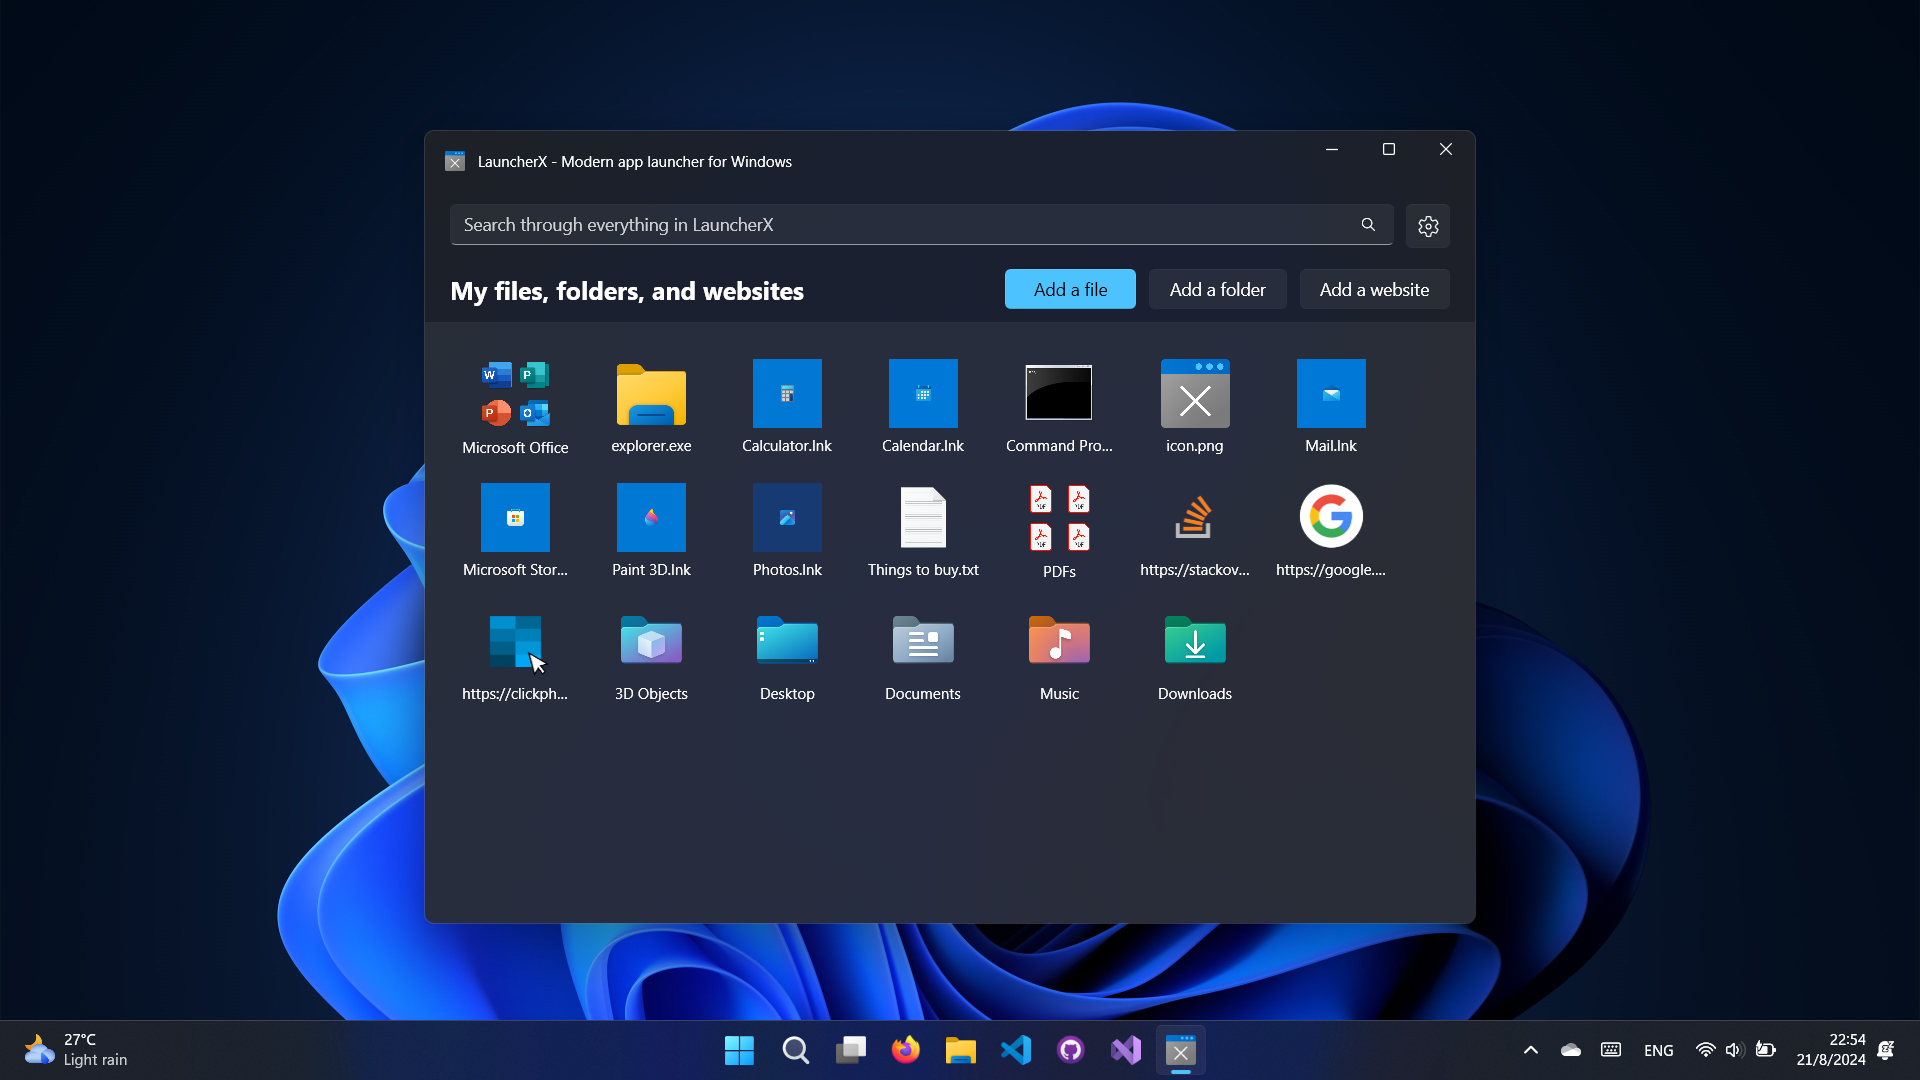 LauncherX - Modern app launcher for Windows
Search through everything in LauncherX
My files, folders, and websites
Add a file
Add a folder
Add a website
Microsoft Office
explorer.exe
Calculator.lnk
Calendar.lnk
Command Pro...
icon.png
Mail.lnk
Microsoft Stor...
Paint 3D.lnk
Photos.lnk
Things to buy.txt
PDFs
https://stackov...
https://google....
https://clickph...
3D Objects
Desktop
Documents
Music
Downloads
27°C
Light rain
ENG
22:54
21/8/2024